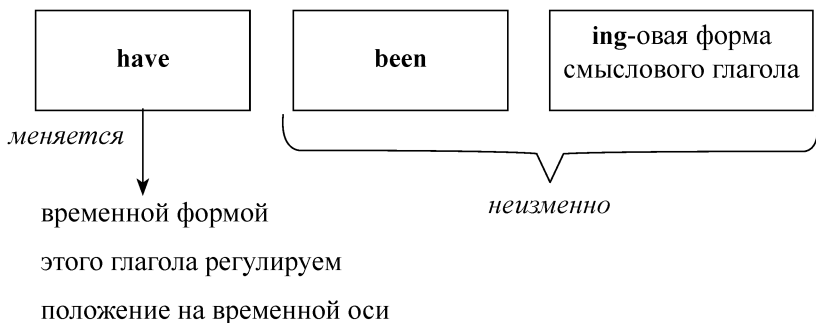 have
been
ing-овая форма
смыслового глагола
меняется
неизменно
временной формой
этого глагола регулируем
положение на временной оси